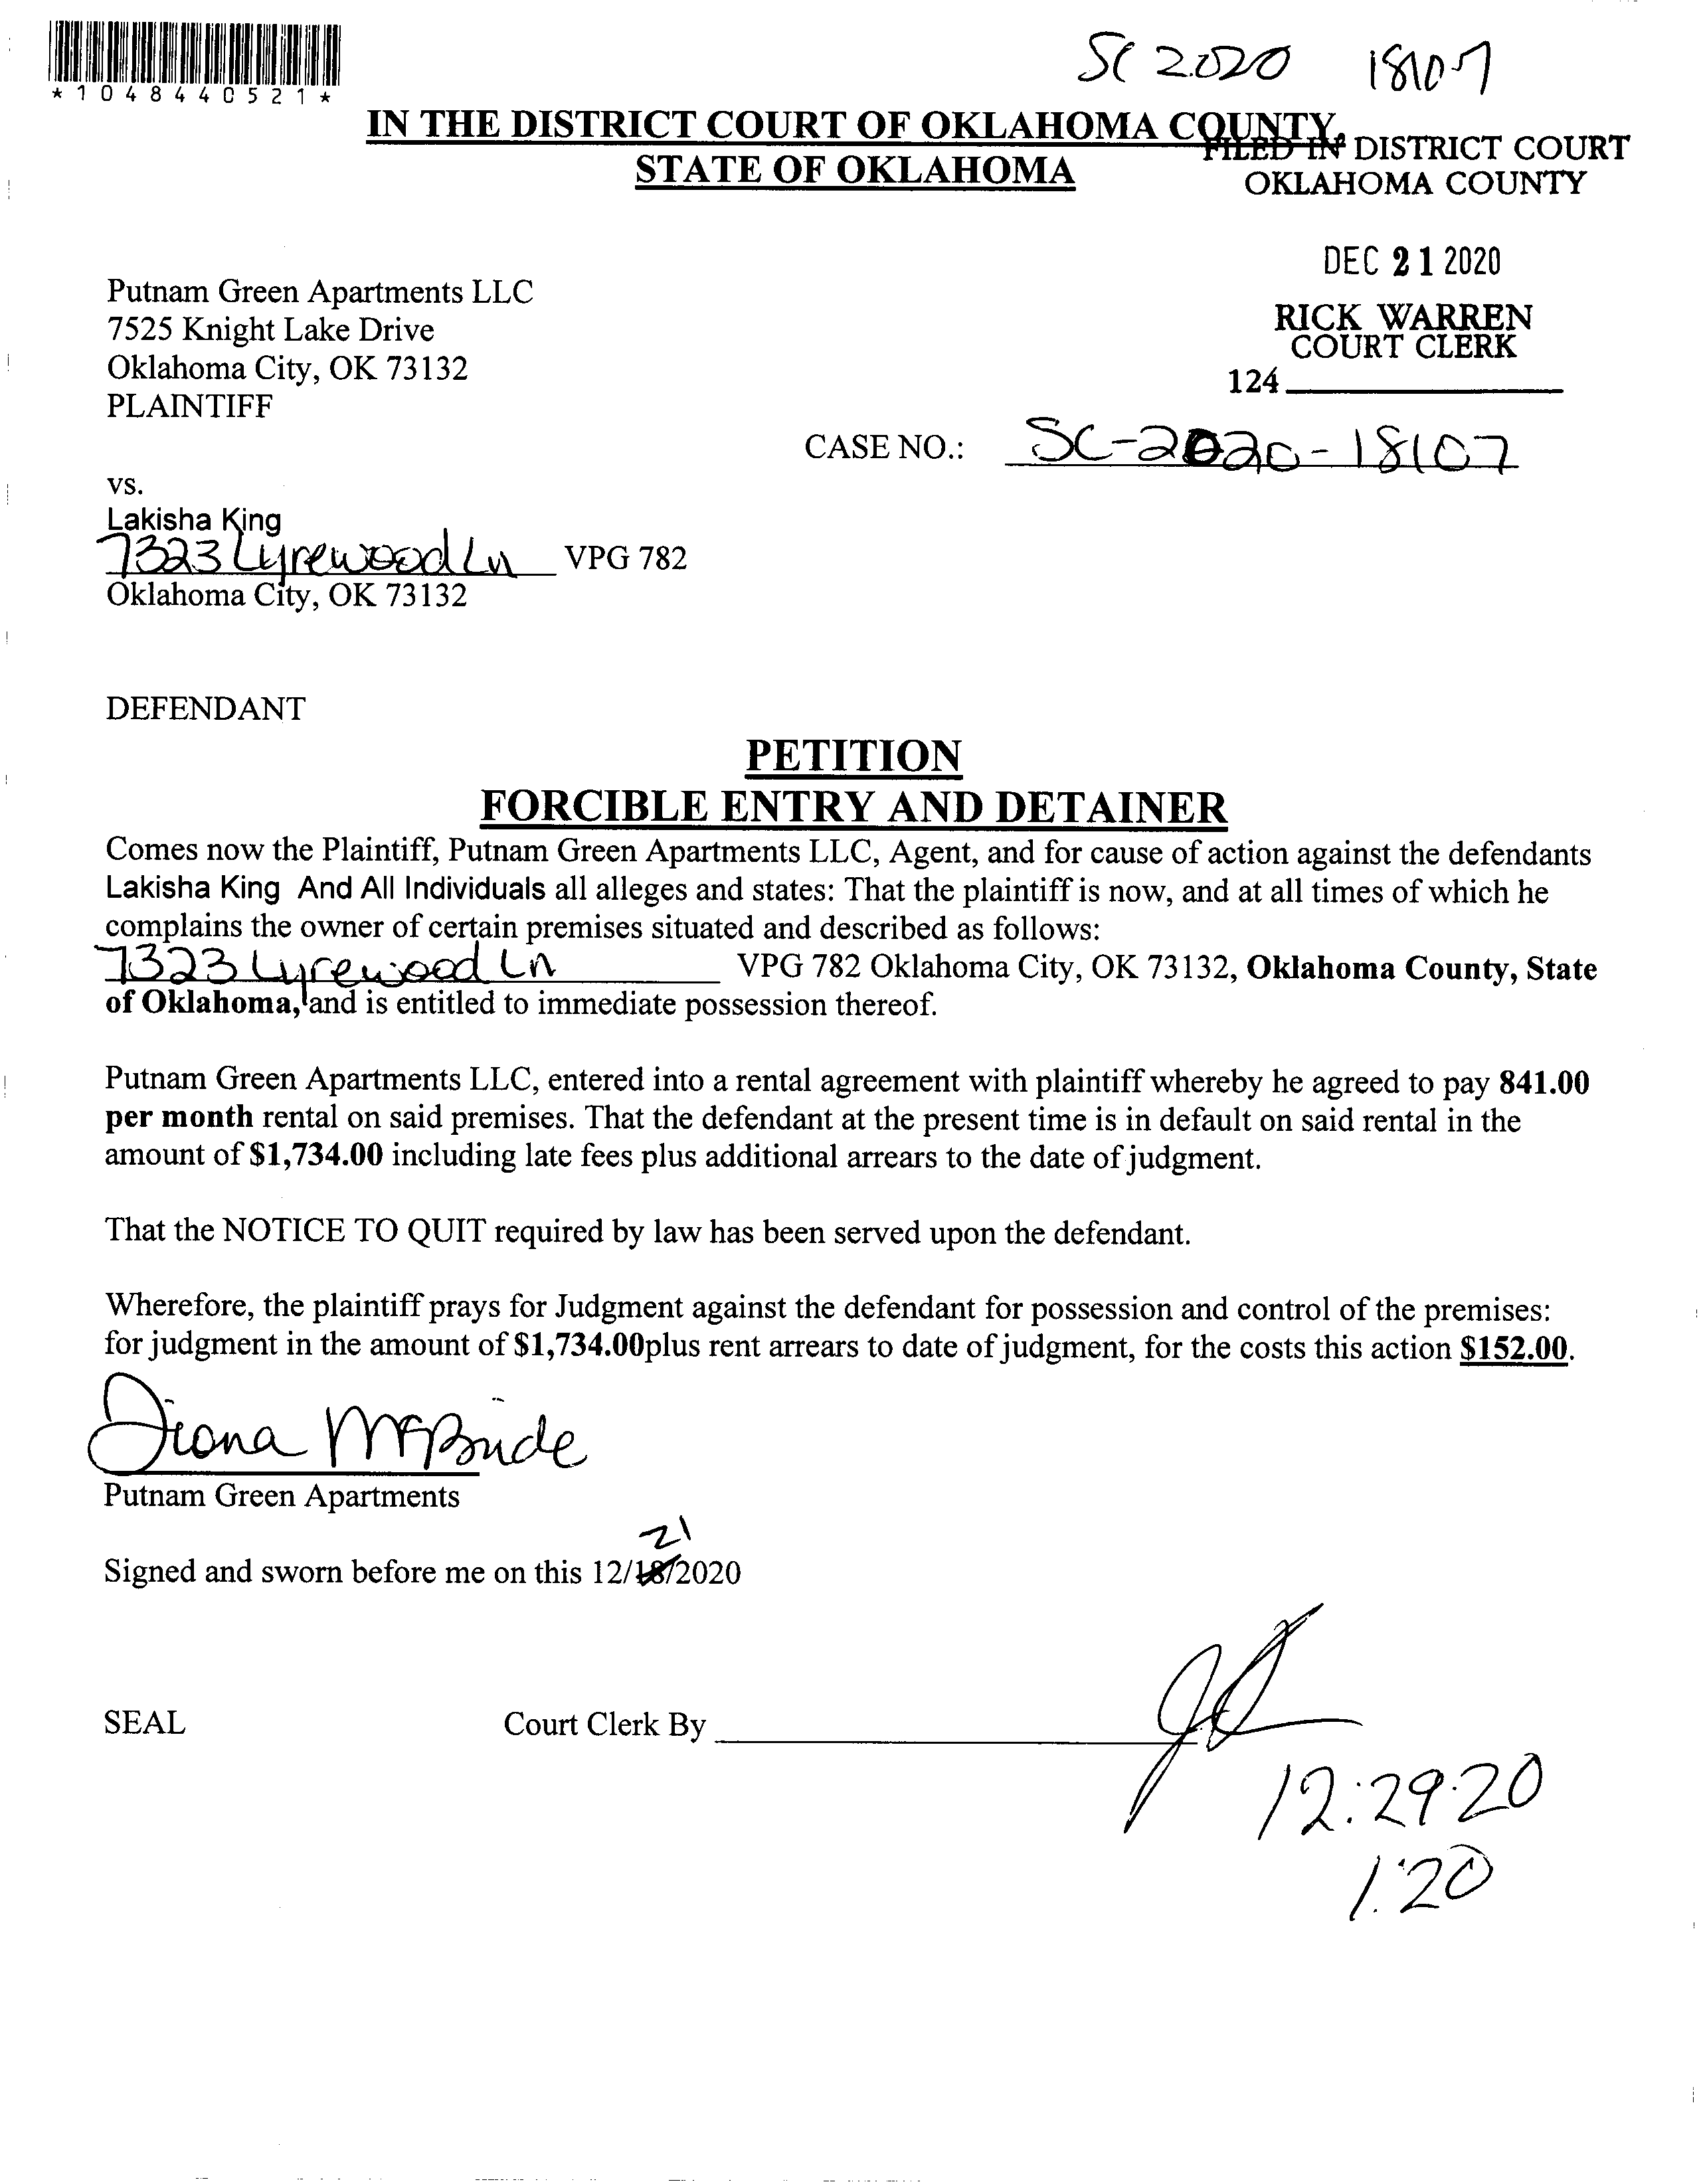 *1048440521*
SC 2020 18107
IN THE DISTRICT COURT OF OKLAHOMA COUNTY,
STATE OF OKLAHOMA
FILED IN DISTRICT COURT
OKLAHOMA COUNTY
DEC 21 2020
RICK WARREN
COURT CLERK
124
Putnam Green Apartments LLC
7525 Knight Lake Drive
Oklahoma City, OK 73132
PLAINTIFF
CASE NO.: SC-2020-18107
vs.
Lakisha King
7323 Lyrewood Ln VPG 782
Oklahoma City, OK 73132
DEFENDANT
PETITION
FORCIBLE ENTRY AND DETAINER
Comes now the Plaintiff, Putnam Green Apartments LLC, Agent, and for cause of action against the defendants
Lakisha King And All Individuals all alleges and states: That the plaintiff is now, and at all times of which he
complains the owner of certain premises situated and described as follows:
7323 Lyrewood Ln VPG 782 Oklahoma City, OK 73132, Oklahoma County, State
of Oklahoma, and is entitled to immediate possession thereof.
Putnam Green Apartments LLC, entered into a rental agreement with plaintiff whereby he agreed to pay 841.00
per month rental on said premises. That the defendant at the present time is in default on said rental in the
amount of $1,734.00 including late fees plus additional arrears to the date of judgment.
That the NOTICE TO QUIT required by law has been served upon the defendant.
Wherefore, the plaintiff prays for Judgment against the defendant for possession and control of the premises:
for judgment in the amount of $1,734.00plus rent arrears to date of judgment, for the costs this action $152.00.
Diona McBride
Putnam Green Apartments
21
Signed and sworn before me on this 12/18/2020
SEAL Court Clerk By
12.29.20
1:20